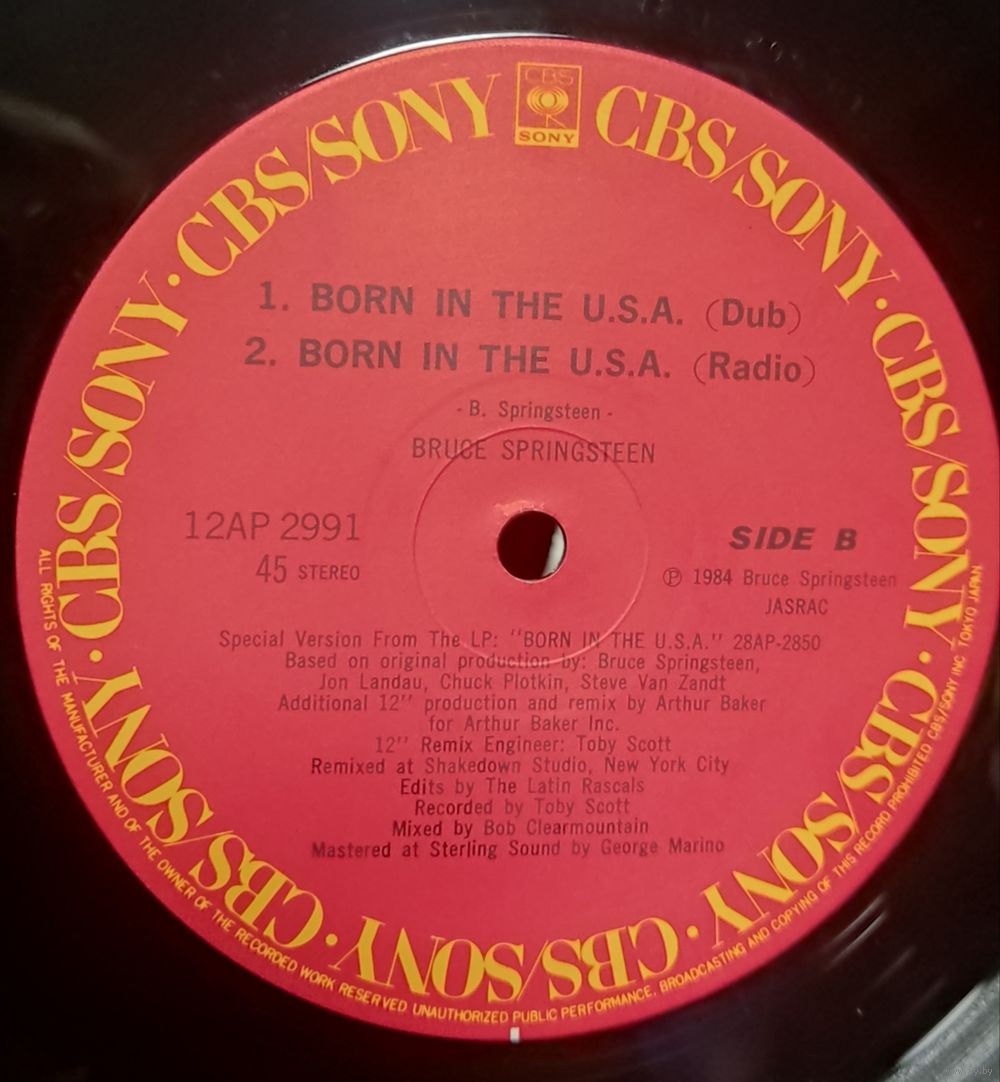 CBS
SONY
CBS/SONY · CBS/SONY · CBS/SONY · CBS/SONY · CBS/SONY · CBS/SONY · CBS/SONY · CBS/SONY · CBS/SONY
1. BORN IN THE U.S.A. (Dub)
2. BORN IN THE U.S.A. (Radio)
- B. Springsteen -
BRUCE SPRINGSTEEN
12AP 2991
45 STEREO
SIDE B
Ⓟ 1984 Bruce Springsteen
JASRAC
Special Version From The LP: "BORN IN THE U.S.A." 28AP-2850
Based on original production by: Bruce Springsteen,
Jon Landau, Chuck Plotkin, Steve Van Zandt
Additional 12" production and remix by Arthur Baker
for Arthur Baker Inc.
12" Remix Engineer: Toby Scott
Remixed at Shakedown Studio, New York City
Edits by The Latin Rascals
Recorded by Toby Scott
Mixed by Bob Clearmountain
Mastered at Sterling Sound by George Marino
ALL RIGHTS OF THE MANUFACTURER AND OF THE OWNER OF THE RECORDED WORK RESERVED UNAUTHORIZED PUBLIC PERFORMANCE, BROADCASTING AND COPYING OF THIS RECORD PROHIBITED CBS/SONY INC TOKYO JAPAN